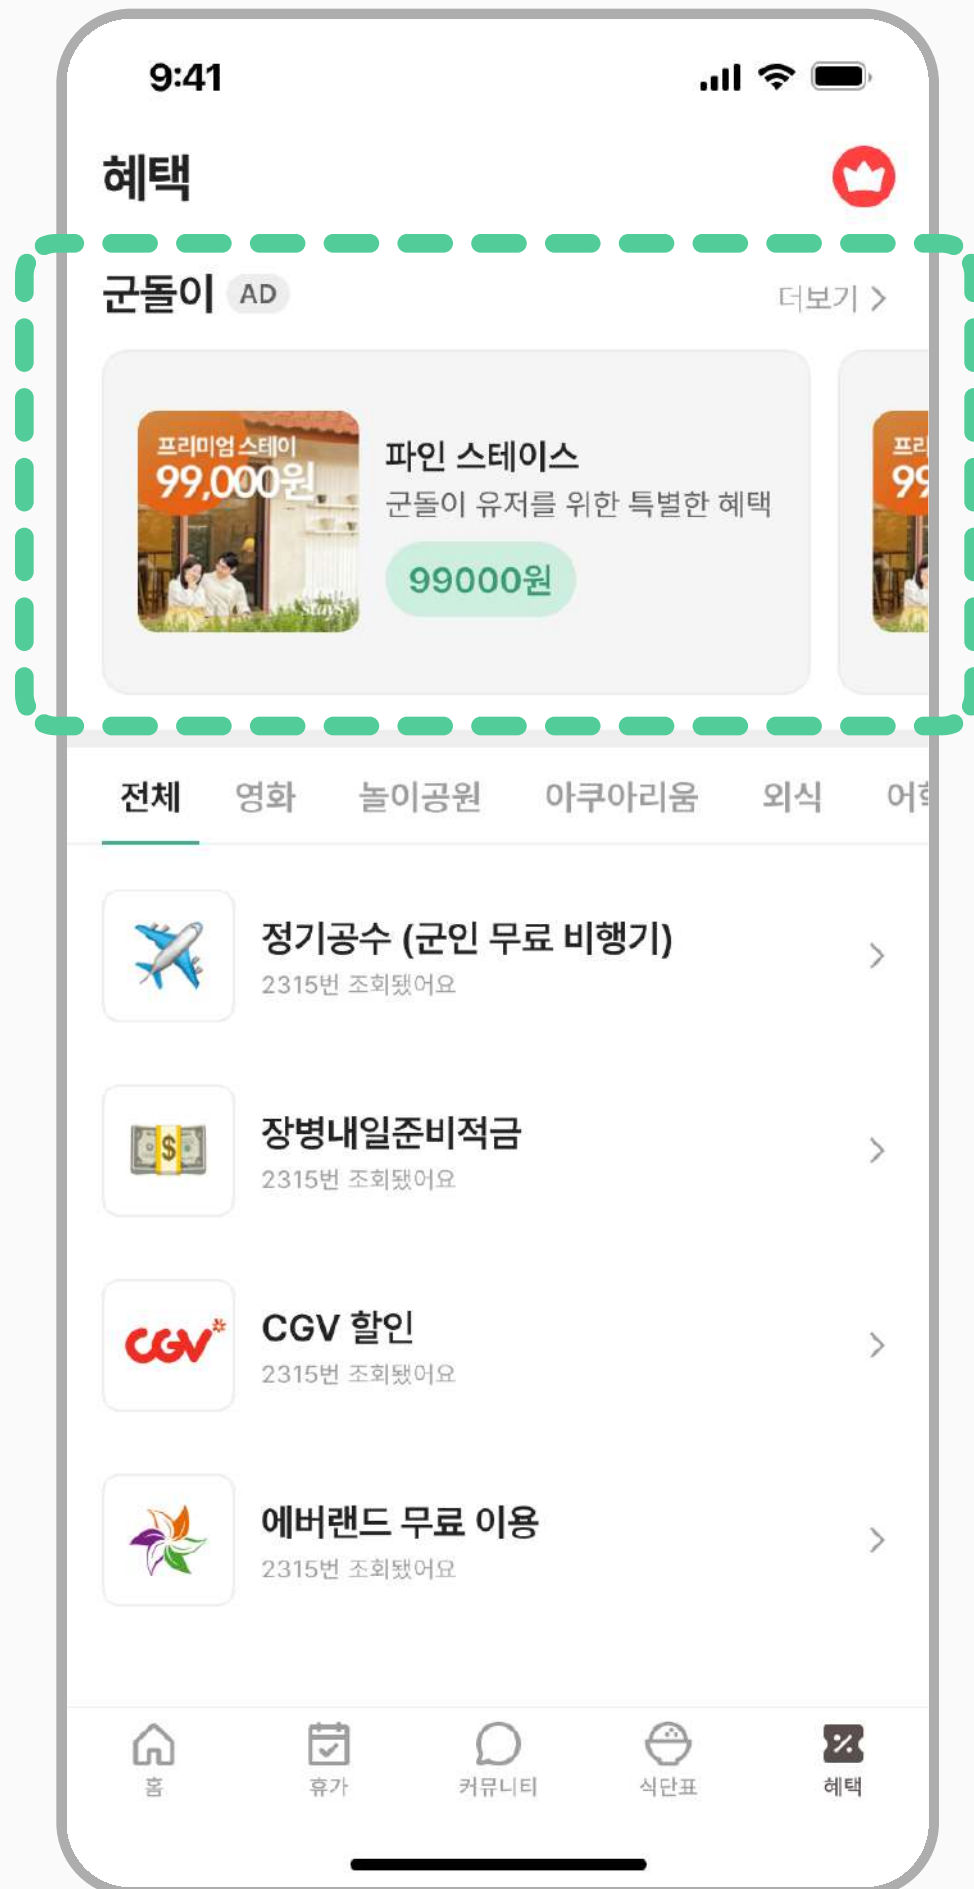 9:41
혜택
군돌이 AD
더보기
프리미엄 스테이
99,000원
파인 스테이스
군돌이 유저를 위한 특별한 혜택
99000원
전체 영화 놀이공원 아쿠아리움 외식
정기공수 (군인 무료 비행기)
2315번 조회됐어요
장병내일준비적금
2315번 조회됐어요
CGV
CGV 할인
2315번 조회됐어요
에버랜드 무료 이용
2315번 조회됐어요
홈 휴가 커뮤니티 식단표 혜택